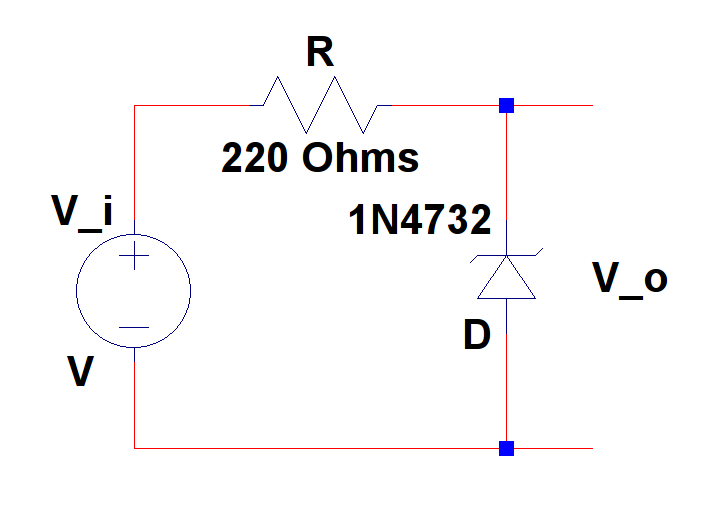 R
220 Ohms
V_i
1N4732
V_o
D
V